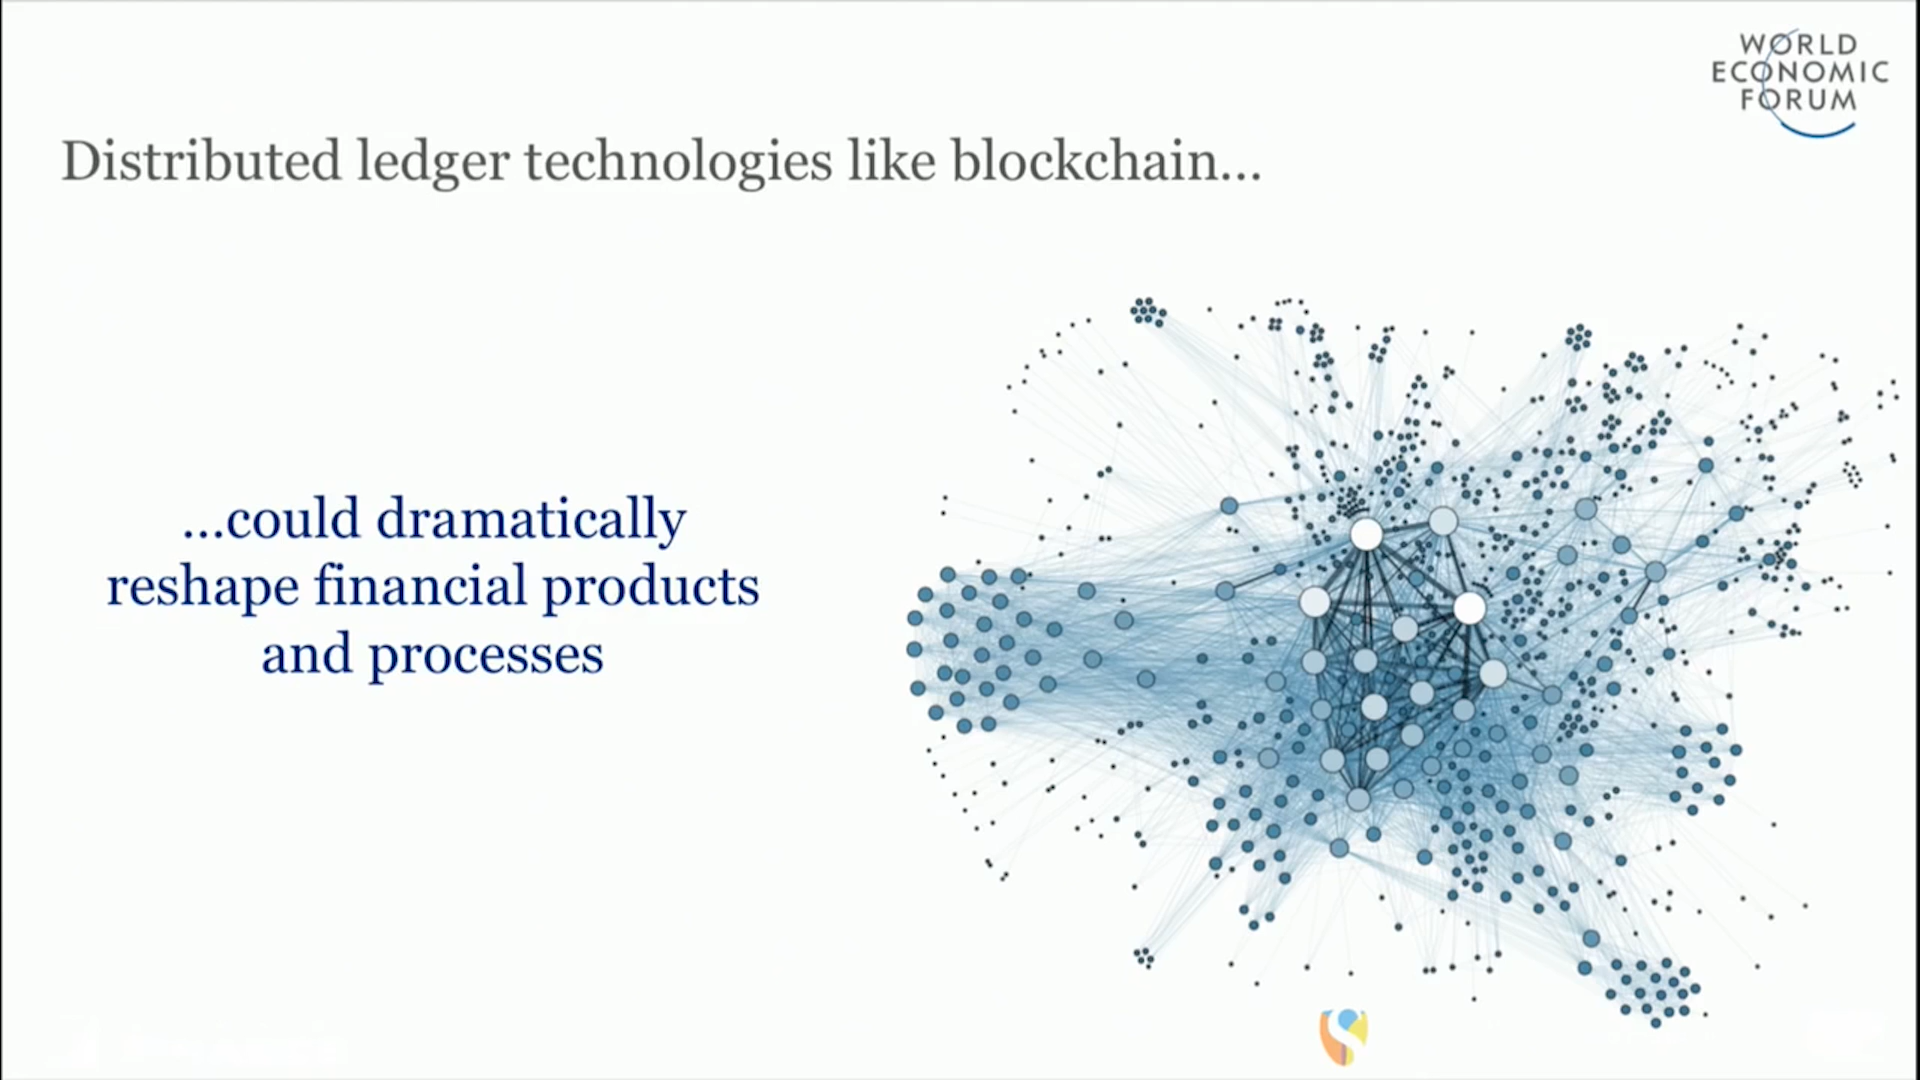 WORLD
ECONOMIC
FORUM
Distributed ledger technologies like blockchain...
...could dramatically
reshape financial products
and processes